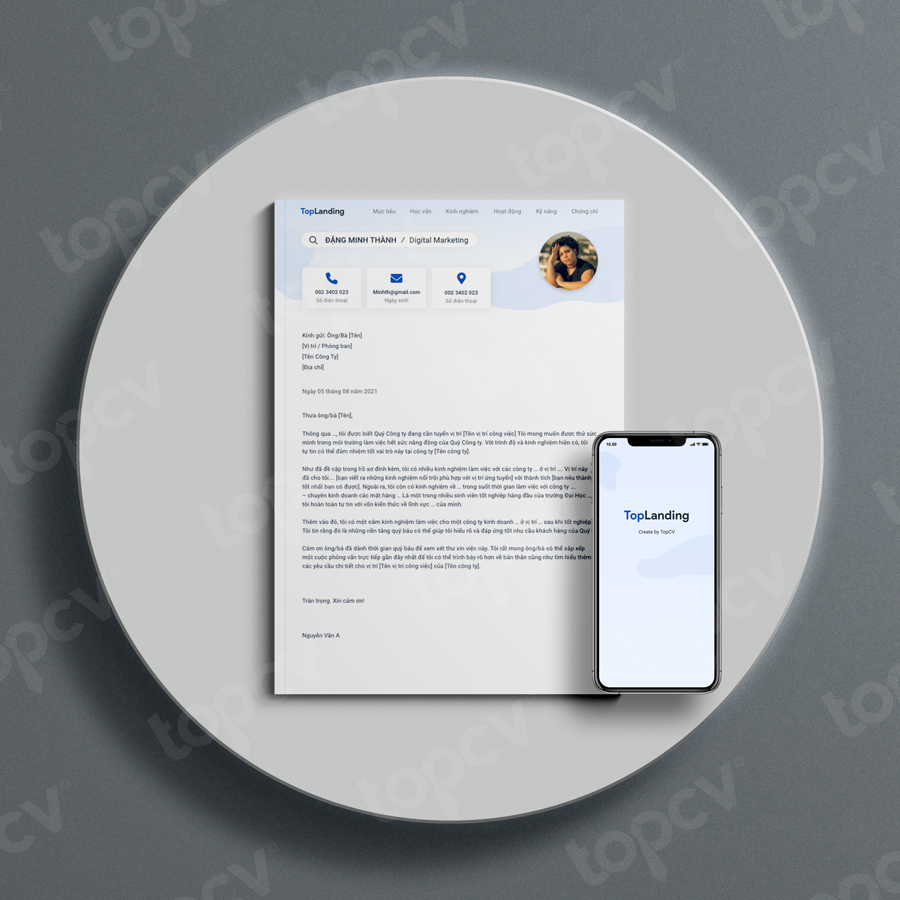 TopLanding
Mục tiêu Học vấn Kinh nghiệm Hoạt động Kỹ năng Chứng chỉ
ĐẶNG MINH THÀNH / Digital Marketing
002 3402 023 Minhth@gmail.com 002 3402 023
Số điện thoại Ngày sinh Số điện thoại
Kính gửi: Ông/Bà [Tên]
[Vị trí / Phòng ban]
[Tên Công Ty]
[Địa chỉ]
Ngày 05 tháng 08 năm 2021
Thưa ông/bà [Tên],
Thông qua ..., tôi được biết Quý Công ty đang cần tuyển vị trí [Tên vị trí công việc] Tôi mong muốn được thử sức
mình trong môi trường làm việc hết sức năng động của Quý Công ty. Với trình độ và kinh nghiệm hiện có, tôi
tự tin có thể đảm nhiệm tốt vai trò này tại công ty [Tên công ty].
Như đã đề cập trong hồ sơ đính kèm, tôi có nhiều kinh nghiệm làm việc với các công ty ... ở vị trí .... Vị trí này
đã cho tôi... [bạn viết ra những kinh nghiệm nổi trội phù hợp với vị trí ứng tuyển] với thành tích [bạn nêu thành
tốt nhất bạn có được]. Ngoài ra, tôi còn có kinh nghiệm về ... trong suốt thời gian làm việc với công ty ...
– chuyên kinh doanh các mặt hàng ... Là một trong nhiều sinh viên tốt nghiệp hàng đầu của trường Đại Học ...
tôi hoàn toàn tự tin với vốn kiến thức về lĩnh vực ... của mình.
Thêm vào đó, tôi có một năm kinh nghiệm làm việc cho một công ty kinh doanh ... ở vị trí ... sau khi tốt nghiệp
Tôi tin rằng đó là những nền tảng quý báu có thể giúp tôi hiểu rõ và đáp ứng tốt nhu cầu khách hàng của Quý
Cảm ơn ông/bà đã dành thời gian quý báu để xem xét thư xin việc này. Tôi rất mong ông/bà có thể sắp xếp
một cuộc phỏng vấn trực tiếp gần đây nhất để tôi có thể trình bày rõ hơn về bản thân cũng như tìm hiểu thêm
các yêu cầu chi tiết cho vị trí [Tên vị trí công việc] của [Tên công ty].
Trân trọng. Xin cảm ơn!
Nguyễn Văn A
10.00
TopLanding
Create by TopCV
topcv